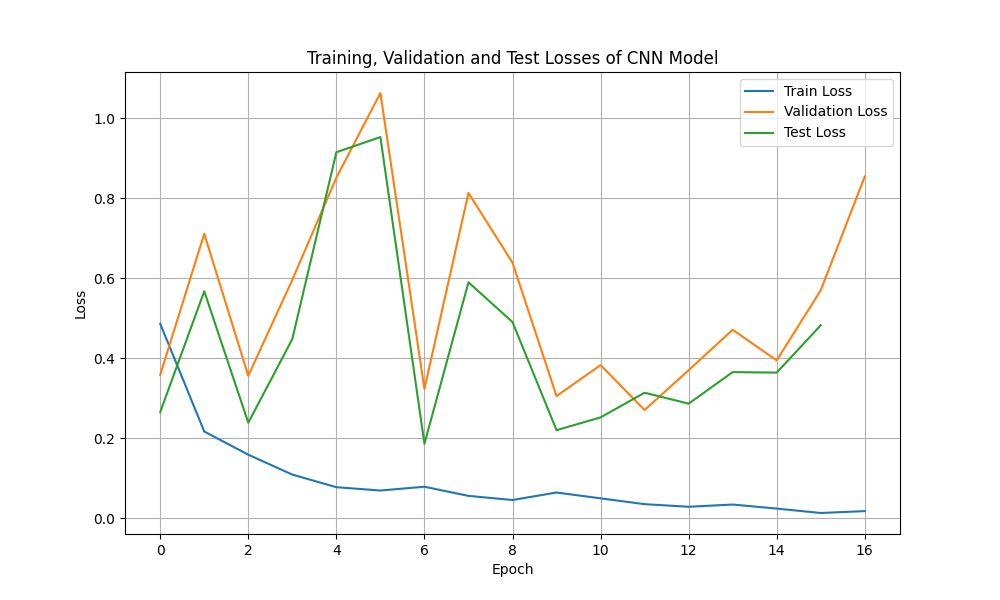 Training, Validation and Test Losses of CNN Model
Train Loss
Validation Loss
Test Loss
1.0
0.8
0.6
0.4
0.2
0.0
Loss
0 2 4 6 8 10 12 14 16
Epoch